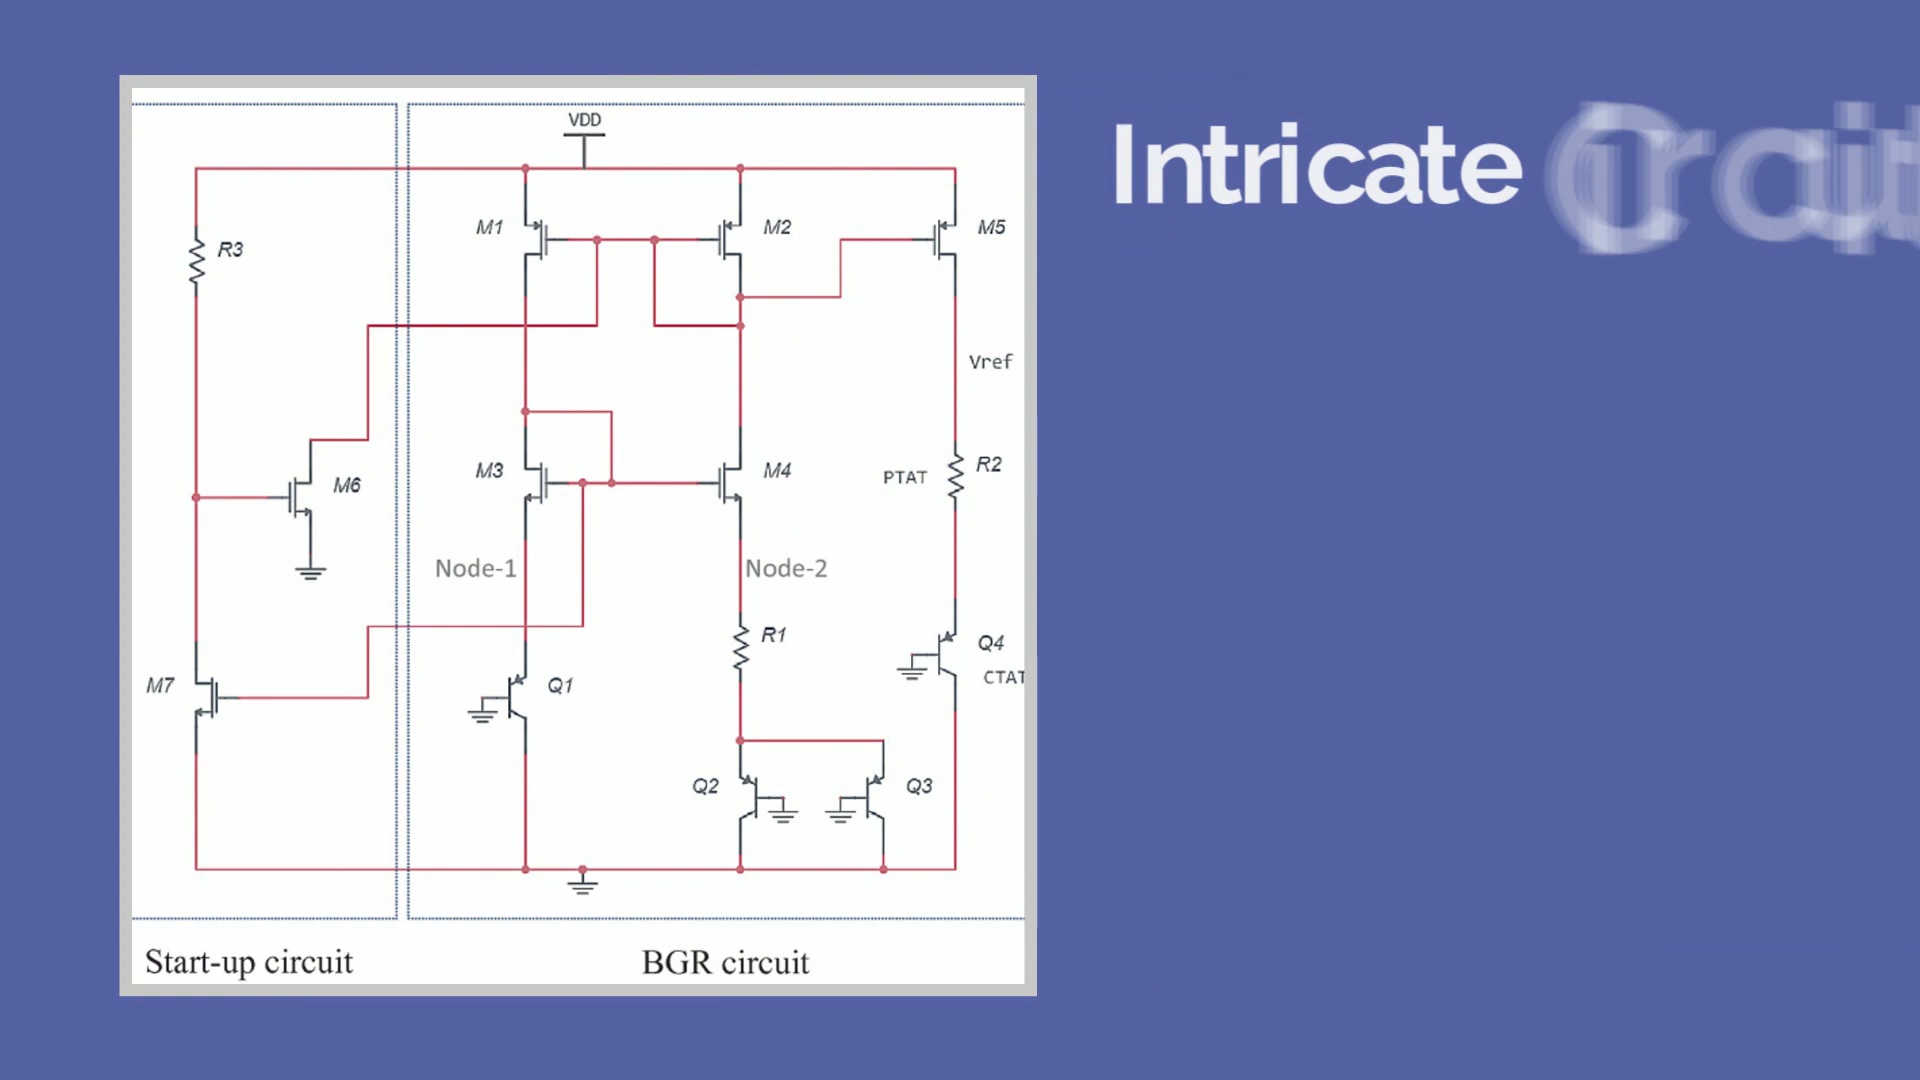 Intricate
VDD
M1
M2
M5
R3
Vref
M3
M4
PTAT
R2
M6
Node-1
Node-2
R1
Q4
CTAT
M7
Q1
Q2
Q3
Start-up circuit
BGR circuit